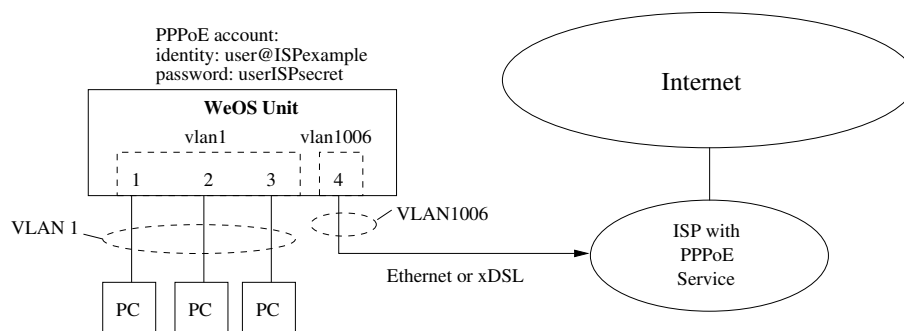 PPPoE account:
identity: user@ISPexample
password: userISPsecret
WeOS Unit
vlan1
vlan1006
1
2
3
4
VLAN 1
VLAN1006
Ethernet or xDSL
PC
PC
PC
Internet
ISP with
PPPoE
Service